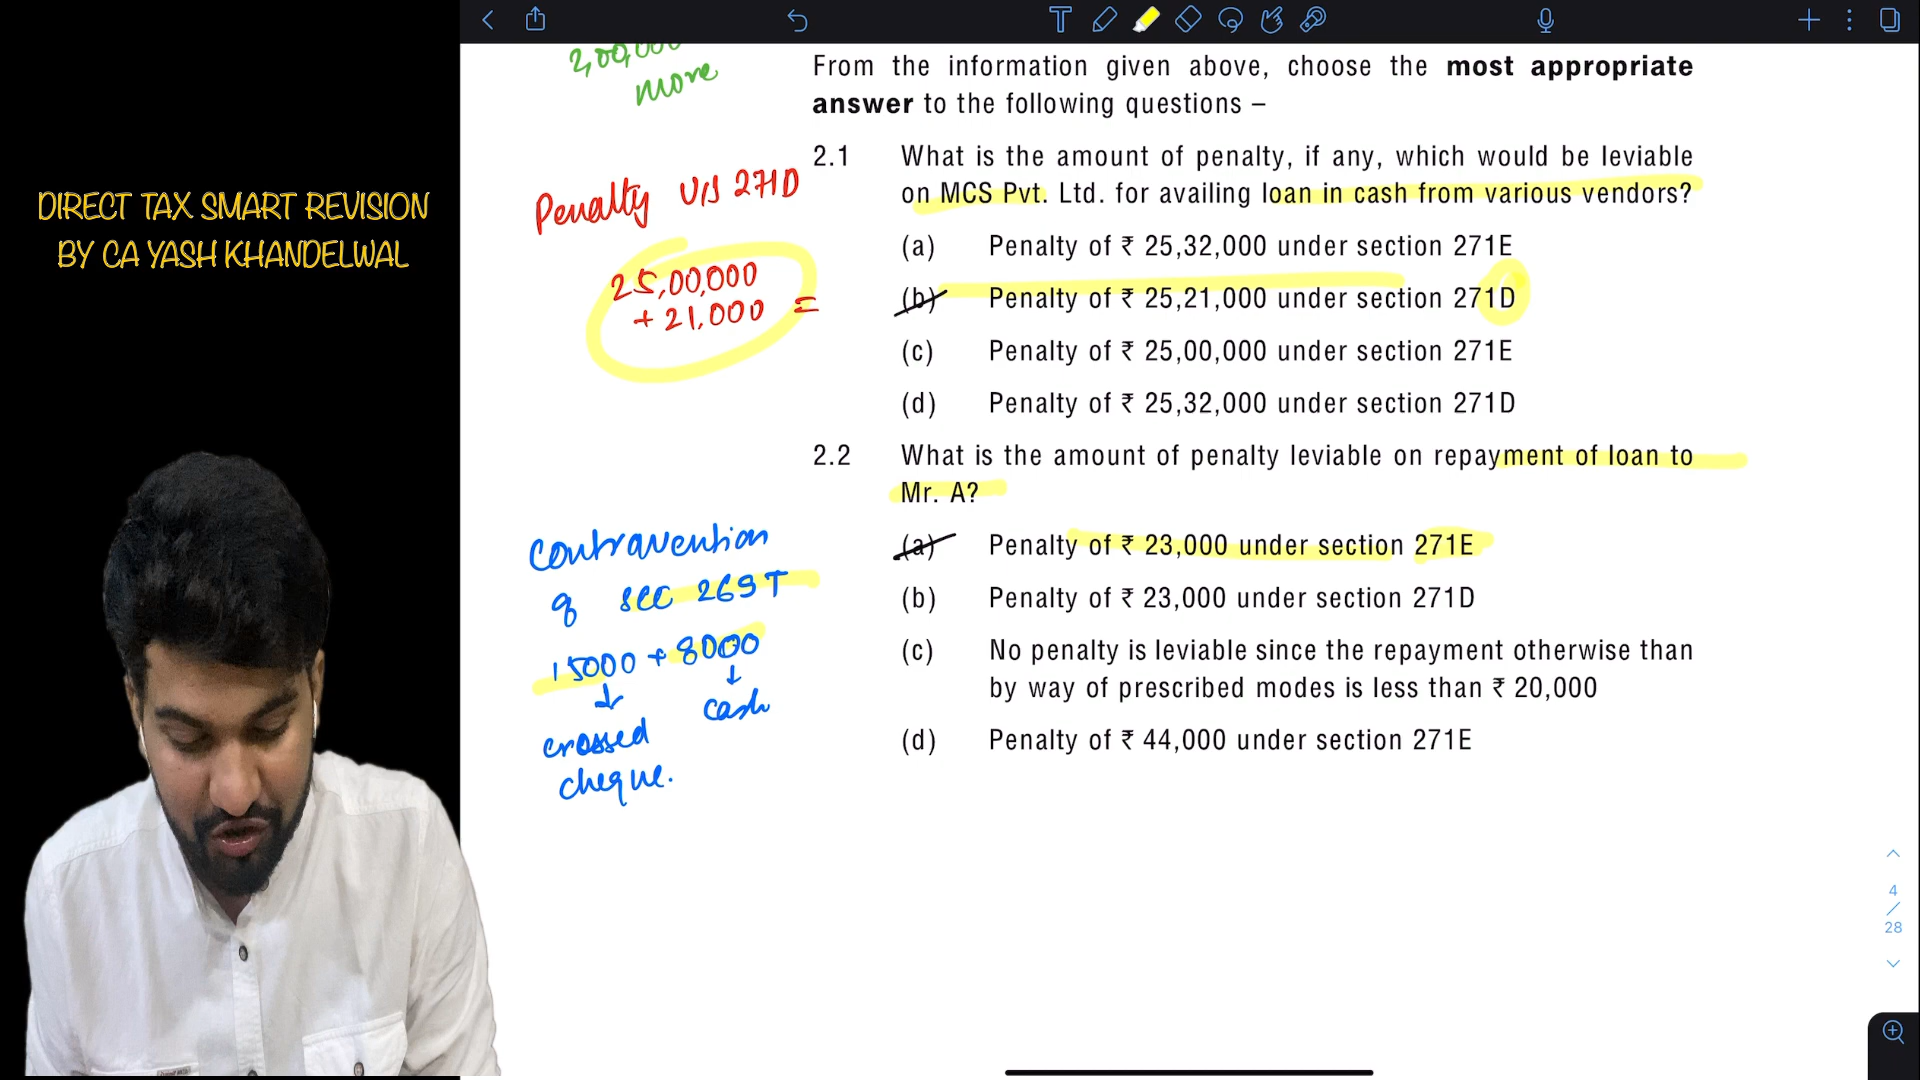 DIRECT TAX SMART REVISION
BY CA YASH KHANDELWAL
more
From the information given above, choose the most appropriate
answer to the following questions –
2.1 What is the amount of penalty, if any, which would be leviable
on MCS Pvt. Ltd. for availing loan in cash from various vendors?
(a) Penalty of ₹ 25,32,000 under section 271E
(b) Penalty of ₹ 25,21,000 under section 271D
(c) Penalty of ₹ 25,00,000 under section 271E
(d) Penalty of ₹ 25,32,000 under section 271D
Penalty U/S 271D
25,00,000
+ 21,000 =
2.2 What is the amount of penalty leviable on repayment of loan to
Mr. A?
(a) Penalty of ₹ 23,000 under section 271E
(b) Penalty of ₹ 23,000 under section 271D
(c) No penalty is leviable since the repayment otherwise than
by way of prescribed modes is less than ₹ 20,000
(d) Penalty of ₹ 44,000 under section 271E
Contravention
of sec 269T
15000 + 8000
cash
crossed
cheque.
4
/
28